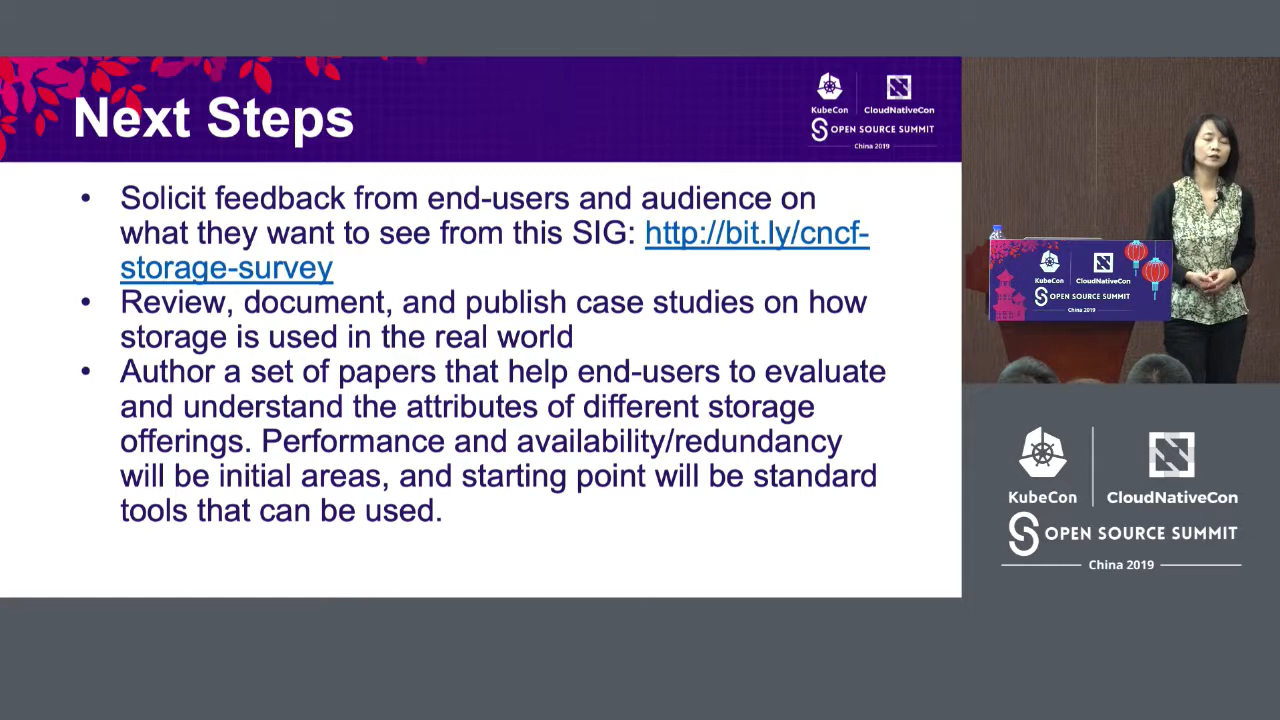 Next Steps
KubeCon
CloudNativeCon
OPEN SOURCE SUMMIT
China 2019
• Solicit feedback from end-users and audience on
what they want to see from this SIG: http://bit.ly/cncf-
storage-survey
• Review, document, and publish case studies on how
storage is used in the real world
• Author a set of papers that help end-users to evaluate
and understand the attributes of different storage
offerings. Performance and availability/redundancy
will be initial areas, and starting point will be standard
tools that can be used.
KubeCon
CloudNativeCon
OPEN SOURCE SUMMIT
China 2019
KubeCon
CloudNativeCon
OPEN SOURCE SUMMIT
China 2019